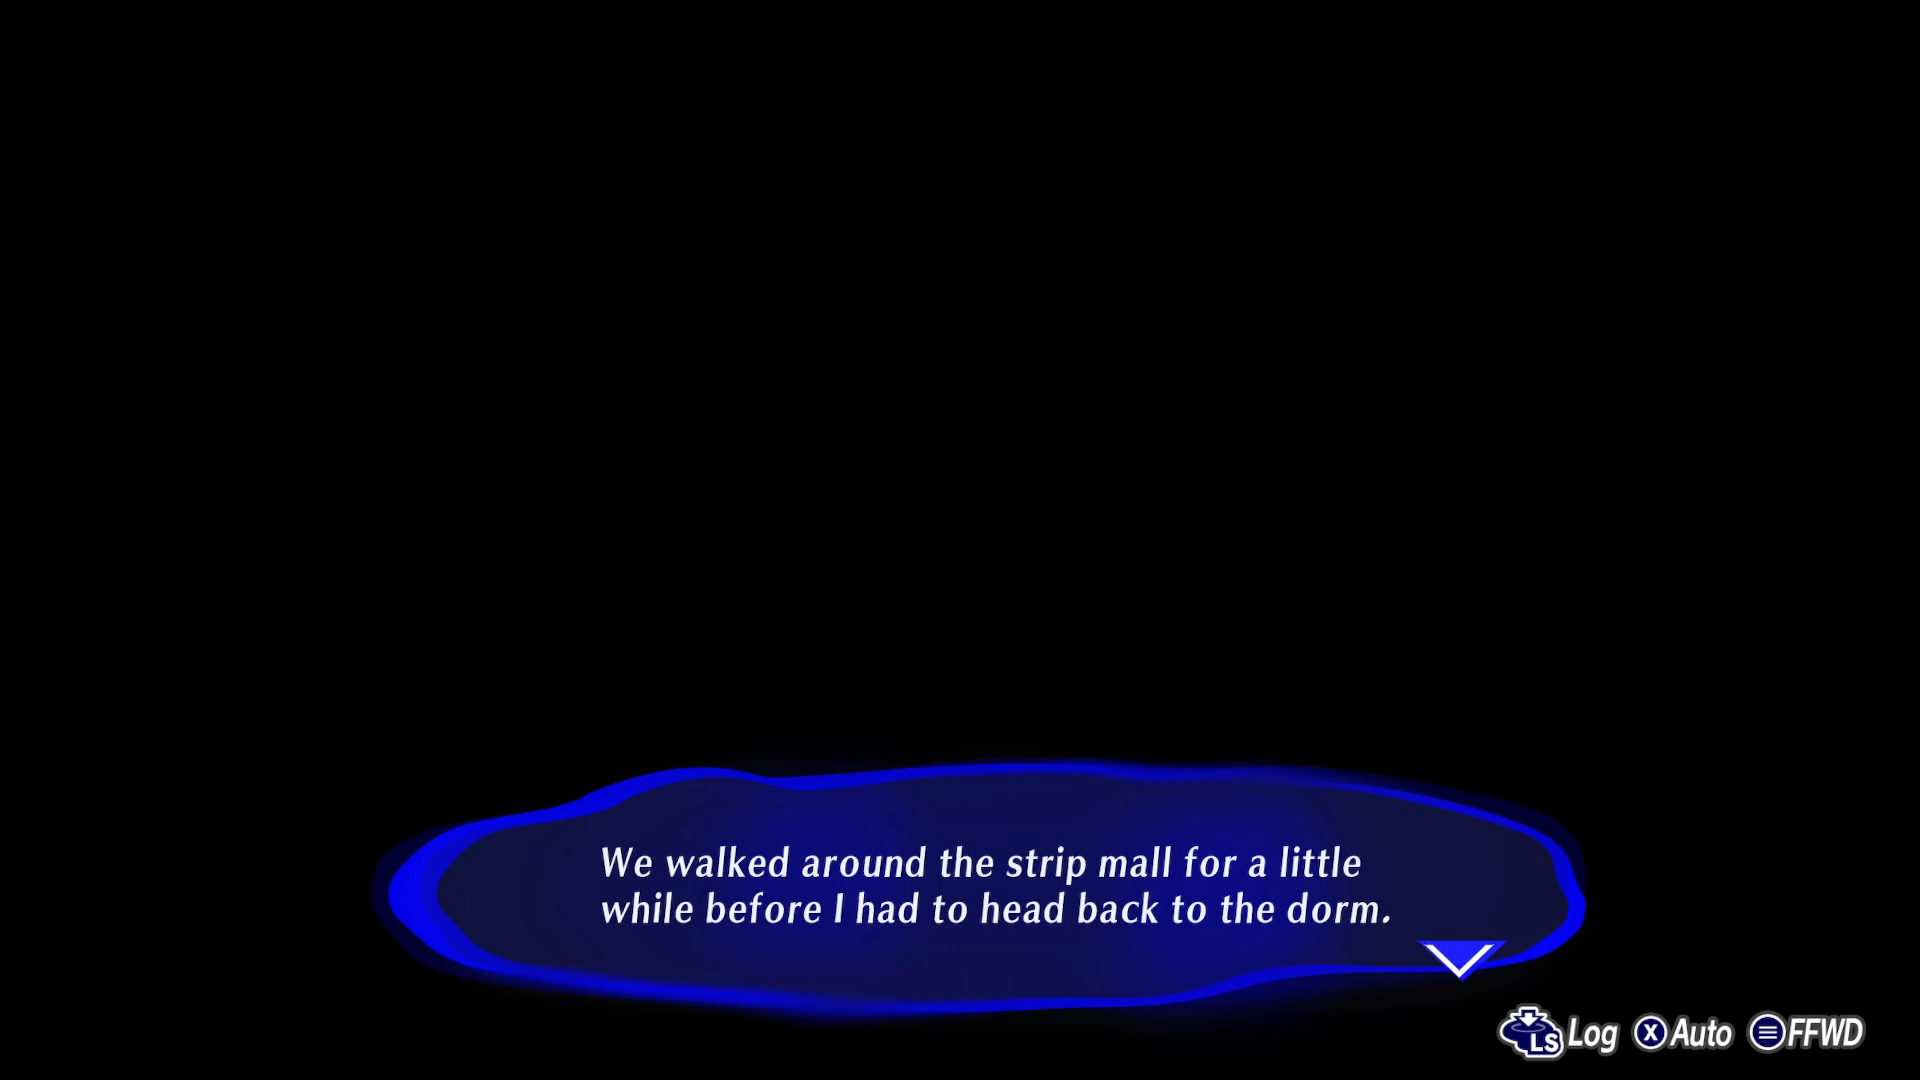 We walked around the strip mall for a little
while before I had to head back to the dorm.
LS Log X Auto FFWD